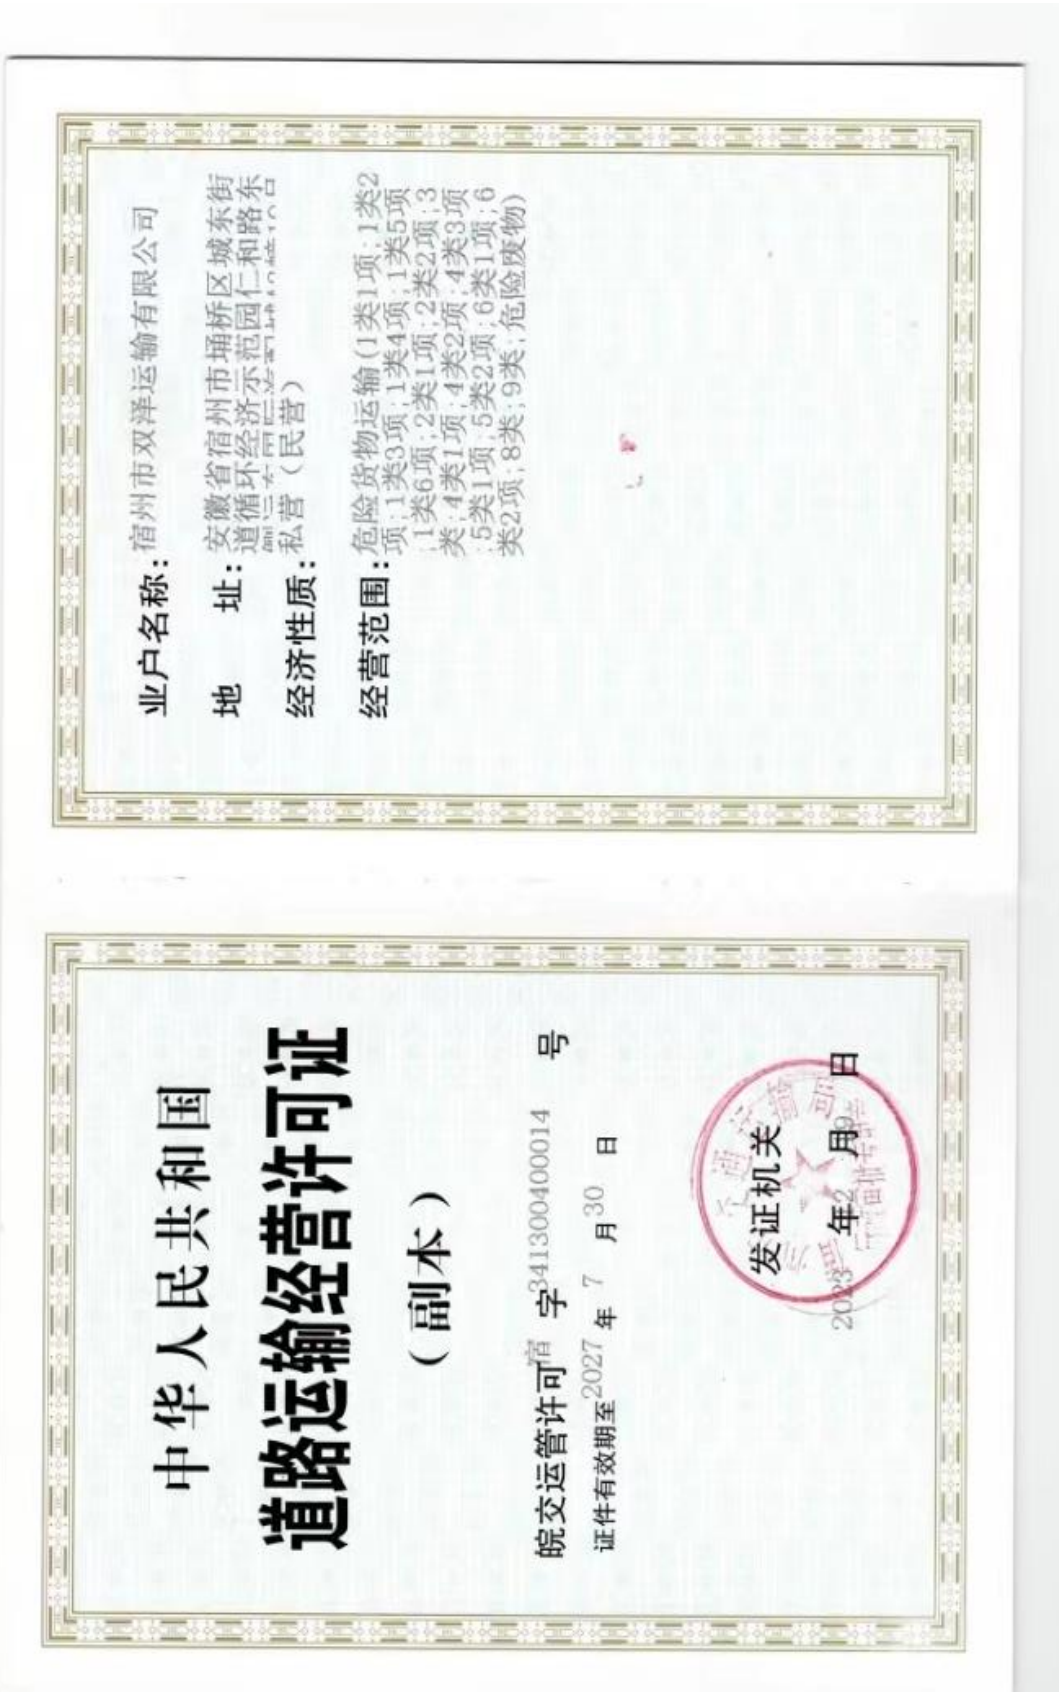 中华人民共和国
道路运输经营许可证
(副本)
皖交运管许可宿字341300400014号
证件有效期至2027年7月30日
发证机关
2023年2月9日
业户名称:宿州市双泽运输有限公司
地 址:安徽省宿州市埇桥区城东街
道循环经济示范园仁和路东
经济性质:私营(民营)
经营范围:危险货物运输(1类1项;1类2
项;1类3项;1类4项;1类5项
;1类6项;2类1项;2类2项;3
类;4类1项;4类2项;4类3项
;5类1项;5类2项;6类1项;6
类2项;8类;9类;危险废物)